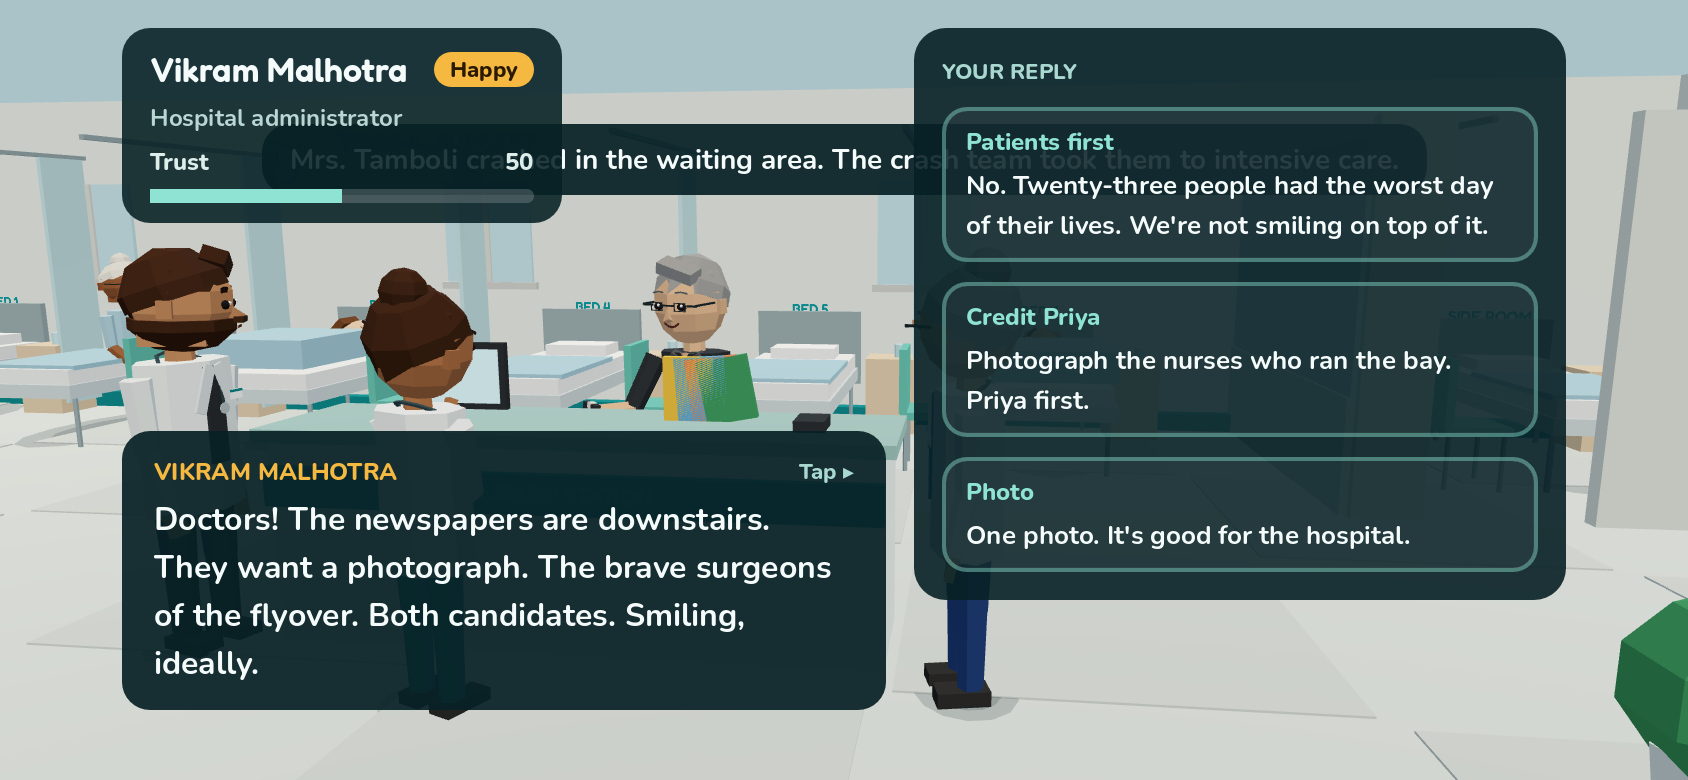 Vikram Malhotra
Happy
Hospital administrator
Trust
50
Mrs. Tamboli crashed in the waiting area. The crash team took them to intensive care.
YOUR REPLY
Patients first
No. Twenty-three people had the worst day
of their lives. We're not smiling on top of it.
Credit Priya
Photograph the nurses who ran the bay.
Priya first.
Photo
One photo. It's good for the hospital.
BED 4
BED 5
SIDE ROOM
VIKRAM MALHOTRA
Tap ▸
Doctors! The newspapers are downstairs.
They want a photograph. The brave surgeons
of the flyover. Both candidates. Smiling,
ideally.